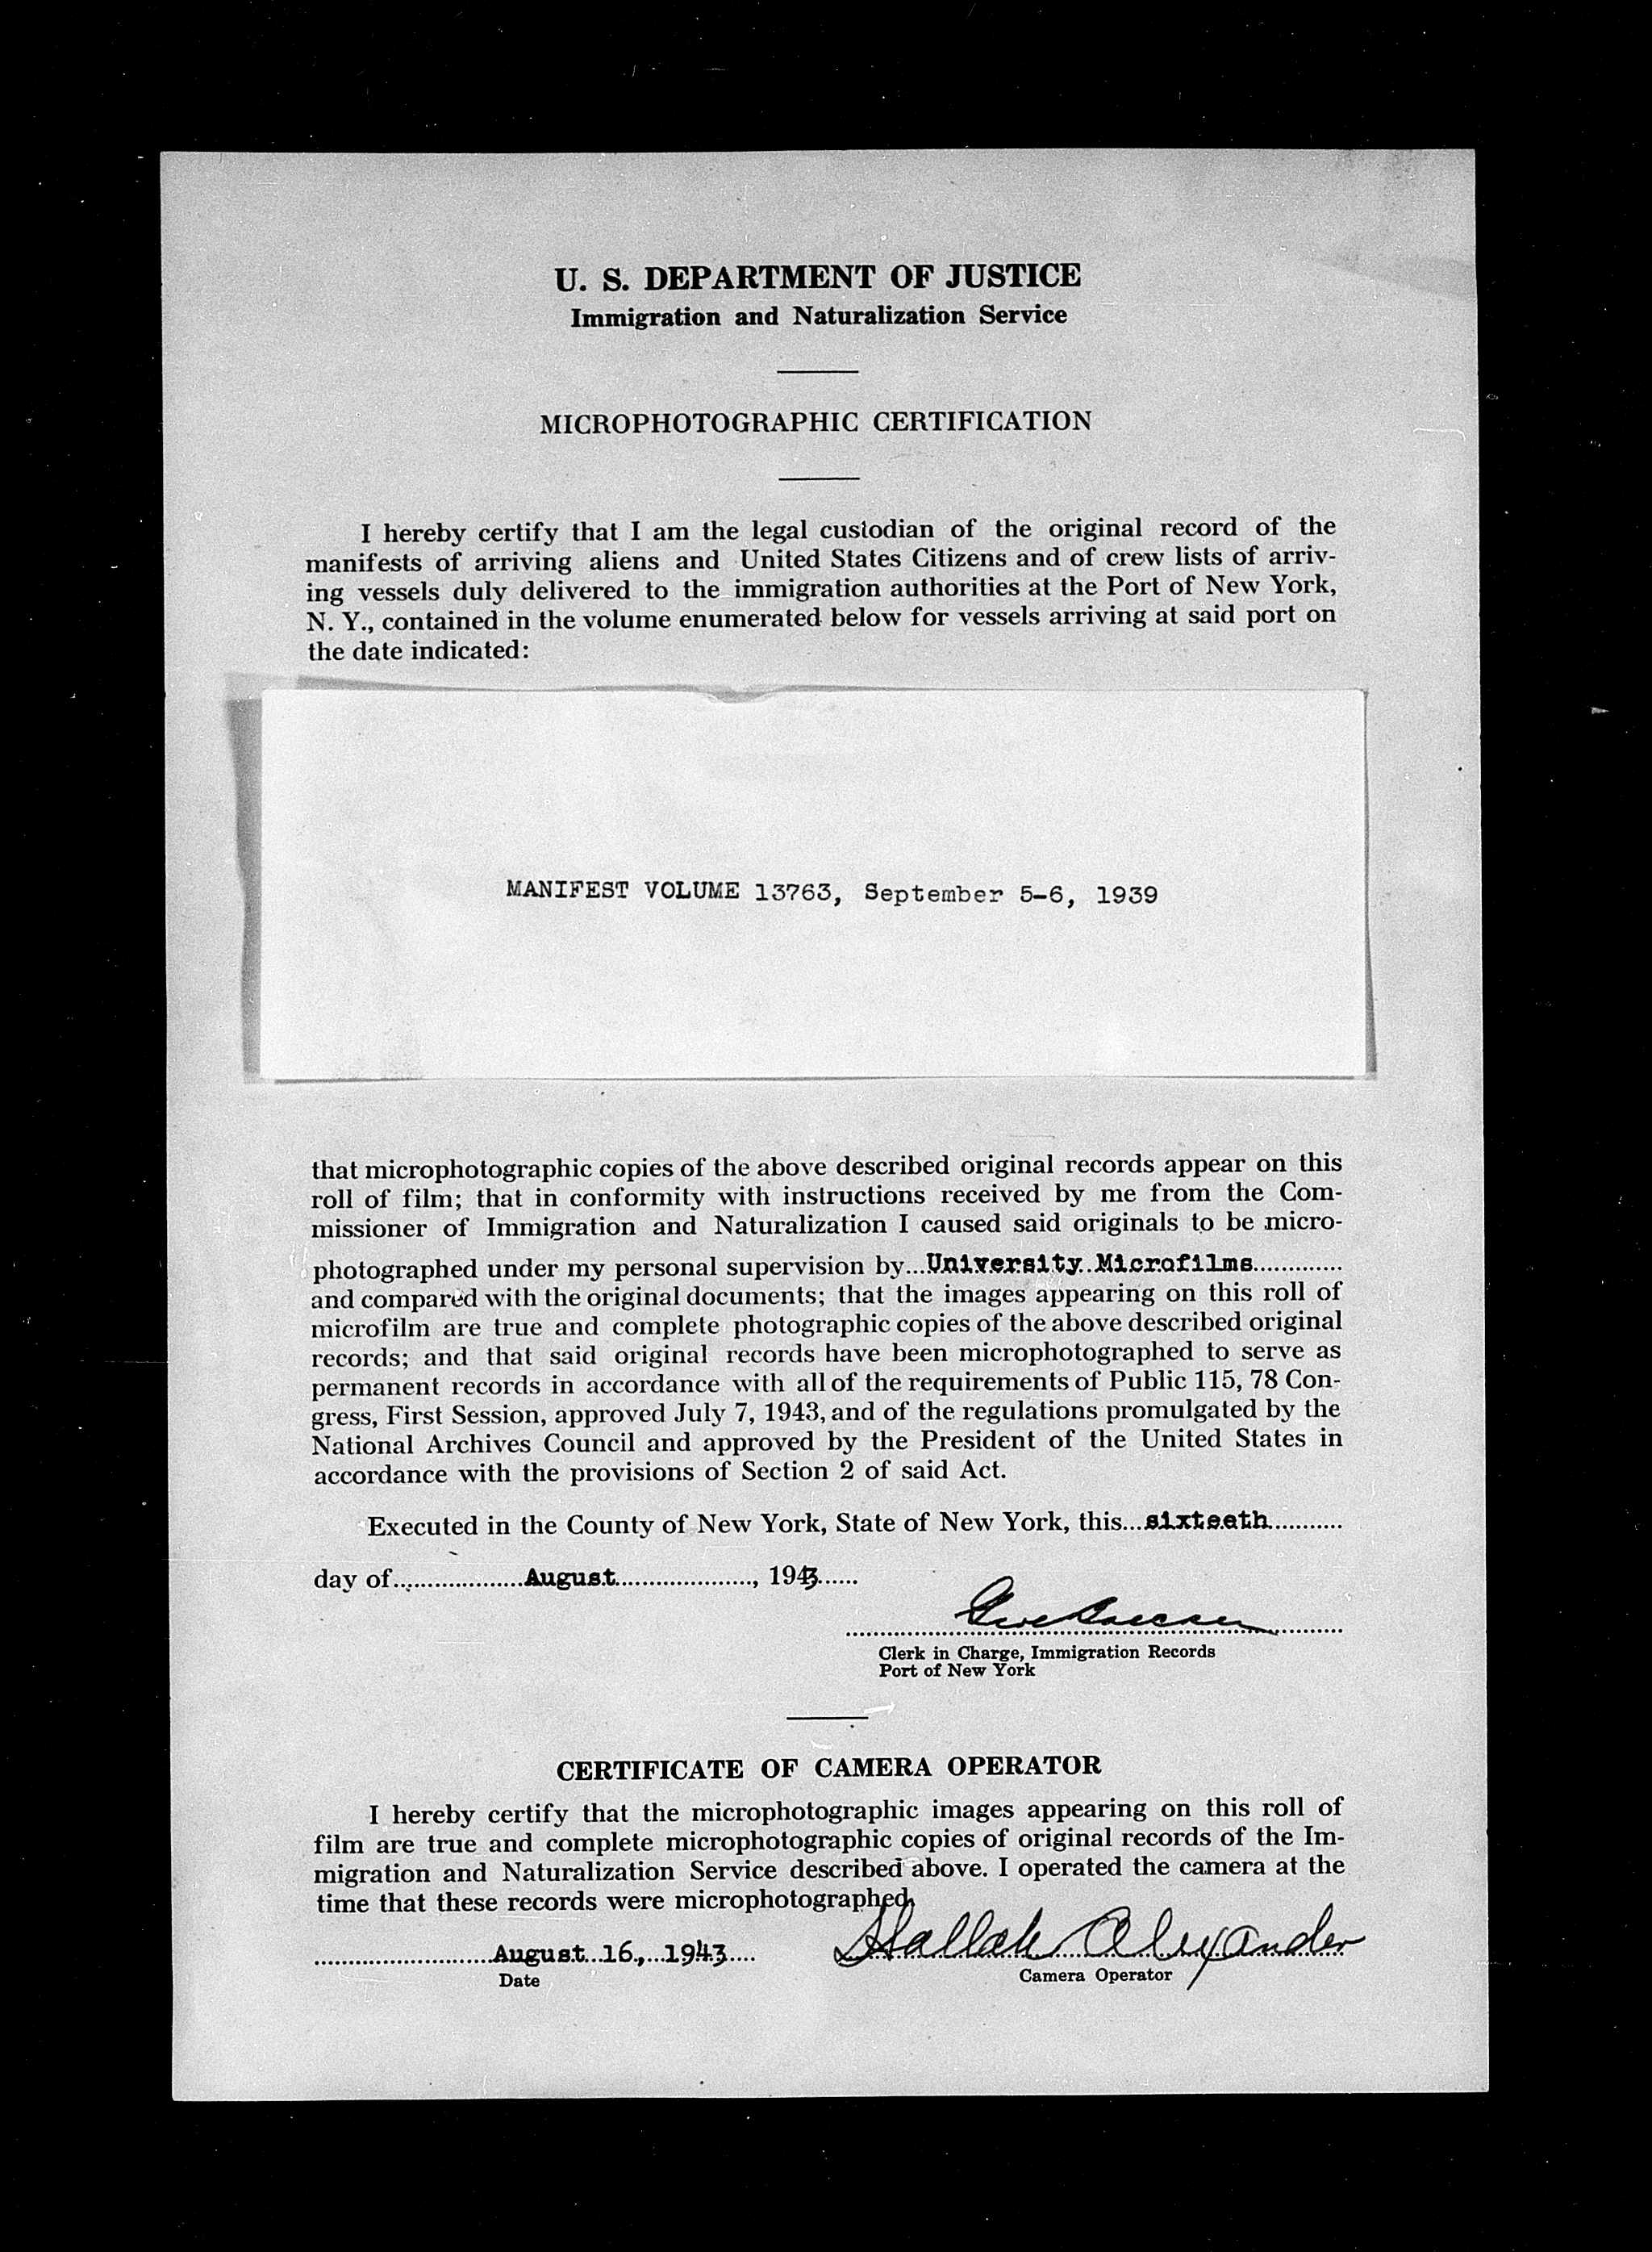 U. S. DEPARTMENT OF JUSTICE
Immigration and Naturalization Service
MICROPHOTOGRAPHIC CERTIFICATION
I hereby certify that I am the legal custodian of the original record of the
manifests of arriving aliens and United States Citizens and of crew lists of arriv-
ing vessels duly delivered to the immigration authorities at the Port of New York,
N. Y., contained in the volume enumerated below for vessels arriving at said port on
the date indicated:
MANIFEST VOLUME 13763, September 5-6, 1939
that microphotographic copies of the above described original records appear on this
roll of film; that in conformity with instructions received by me from the Com-
missioner of Immigration and Naturalization I caused said originals to be micro-
photographed under my personal supervision by...University Microfilms.............
and compared with the original documents; that the images appearing on this roll of
microfilm are true and complete photographic copies of the above described original
records; and that said original records have been microphotographed to serve as
permanent records in accordance with all of the requirements of Public 115, 78 Con-
gress, First Session, approved July 7, 1943, and of the regulations promulgated by the
National Archives Council and approved by the President of the United States in
accordance with the provisions of Section 2 of said Act.
Executed in the County of New York, State of New York, this...sixteeth...........
day of....................August....................., 1943......
Clerk in Charge, Immigration Records
Port of New York
CERTIFICATE OF CAMERA OPERATOR
I hereby certify that the microphotographic images appearing on this roll of
film are true and complete microphotographic copies of original records of the Im-
migration and Naturalization Service described above. I operated the camera at the
time that these records were microphotographed.
..........................August 16, 1943.... Alexander
Date
Camera Operator